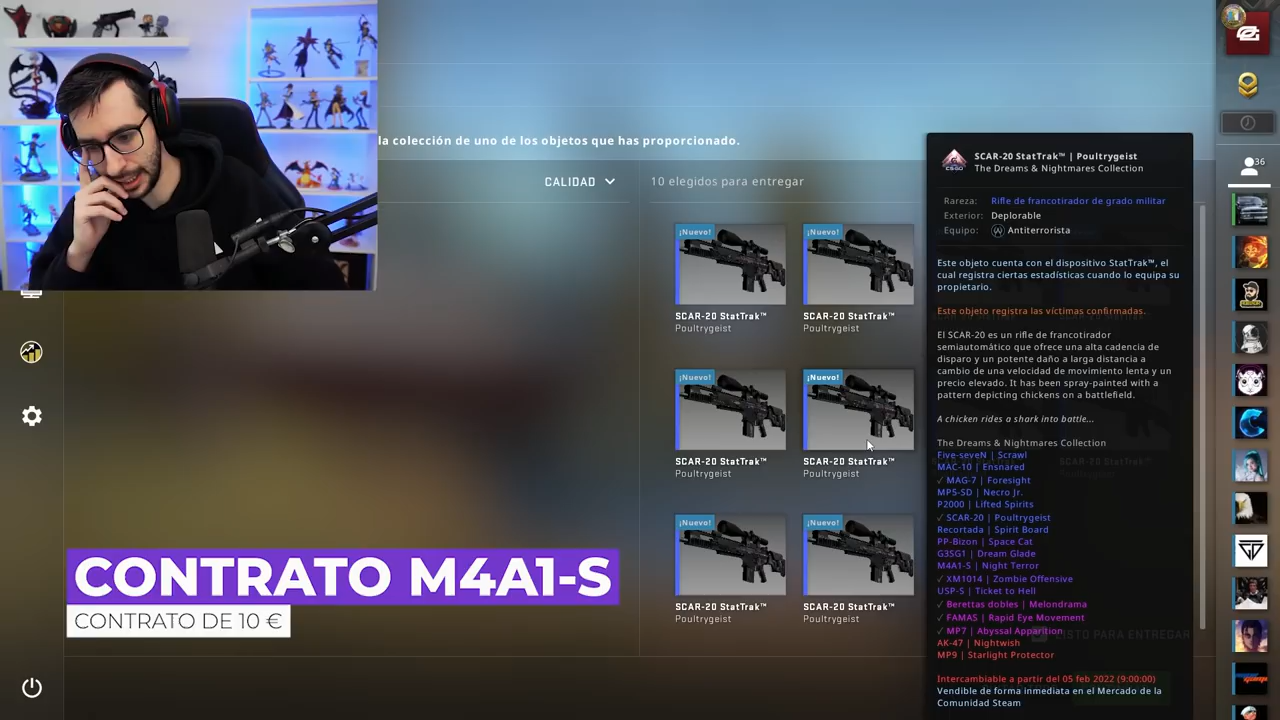 la colección de uno de los objetos que has proporcionado.
CALIDAD
10 elegidos para entregar
¡Nuevo!
¡Nuevo!
SCAR-20 StatTrak™
Poultrygeist
SCAR-20 StatTrak™
Poultrygeist
¡Nuevo!
¡Nuevo!
SCAR-20 StatTrak™
Poultrygeist
SCAR-20 StatTrak™
Poultrygeist
¡Nuevo!
¡Nuevo!
SCAR-20 StatTrak™
Poultrygeist
SCAR-20 StatTrak™
Poultrygeist
CONTRATO M4A1-S
CONTRATO DE 10 €
CS:GO
SCAR-20 StatTrak™ | Poultrygeist
The Dreams & Nightmares Collection
Rareza: Rifle de francotirador de grado militar
Exterior: Deplorable
Equipo: Antiterrorista
Este objeto cuenta con el dispositivo StatTrak™, el
cual registra ciertas estadísticas cuando lo equipa su
propietario.
Este objeto registra las víctimas confirmadas.
El SCAR-20 es un rifle de francotirador
semiautomático que ofrece una alta cadencia de
disparo y un potente daño a larga distancia a
cambio de una velocidad de movimiento lenta y un
precio elevado. It has been spray-painted with a
pattern depicting chickens on a battlefield.
A chicken rides a shark into battle...
The Dreams & Nightmares Collection
Five-seveN | Scrawl
MAC-10 | Ensnared
✓ MAG-7 | Foresight
MP5-SD | Necro Jr.
P2000 | Lifted Spirits
✓ SCAR-20 | Poultrygeist
Recortada | Spirit Board
PP-Bizon | Space Cat
G3SG1 | Dream Glade
M4A1-S | Night Terror
✓ XM1014 | Zombie Offensive
USP-S | Ticket to Hell
✓ Berettas dobles | Melondrama
✓ FAMAS | Rapid Eye Movement
✓ MP7 | Abyssal Apparition
AK-47 | Nightwish
MP9 | Starlight Protector
LISTO PARA ENTREGAR
Intercambiable a partir del 05 feb 2022 (9:00:00)
Vendible de forma inmediata en el Mercado de la
Comunidad Steam
36